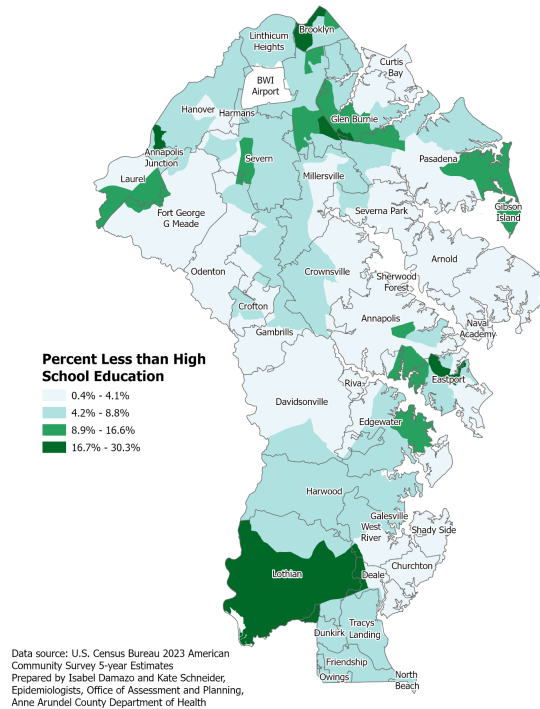 Brooklyn
Linthicum
Heights
Curtis
Bay
BWI
Airport
Hanover
Harmans
Glen Burnie
Annapolis
Junction
Severn
Pasadena
Laurel
Millersville
Gibson
Island
Fort George
G Meade
Severna Park
Arnold
Odenton
Crownsville
Sherwood
Forest
Crofton
Annapolis
Naval
Academy
Gambrills
Percent Less than High
School Education
0.4% - 4.1%
4.2% - 8.8%
8.9% - 16.6%
16.7% - 30.3%
Riva
Eastport
Davidsonville
Edgewater
Harwood
Galesville
West
River
Shady Side
Lothian
Deale
Churchton
Dunkirk
Tracys
Landing
Friendship
Owings
North
Beach
Data source: U.S. Census Bureau 2023 American
Community Survey 5-year Estimates
Prepared by Isabel Damazo and Kate Schneider,
Epidemiologists, Office of Assessment and Planning,
Anne Arundel County Department of Health